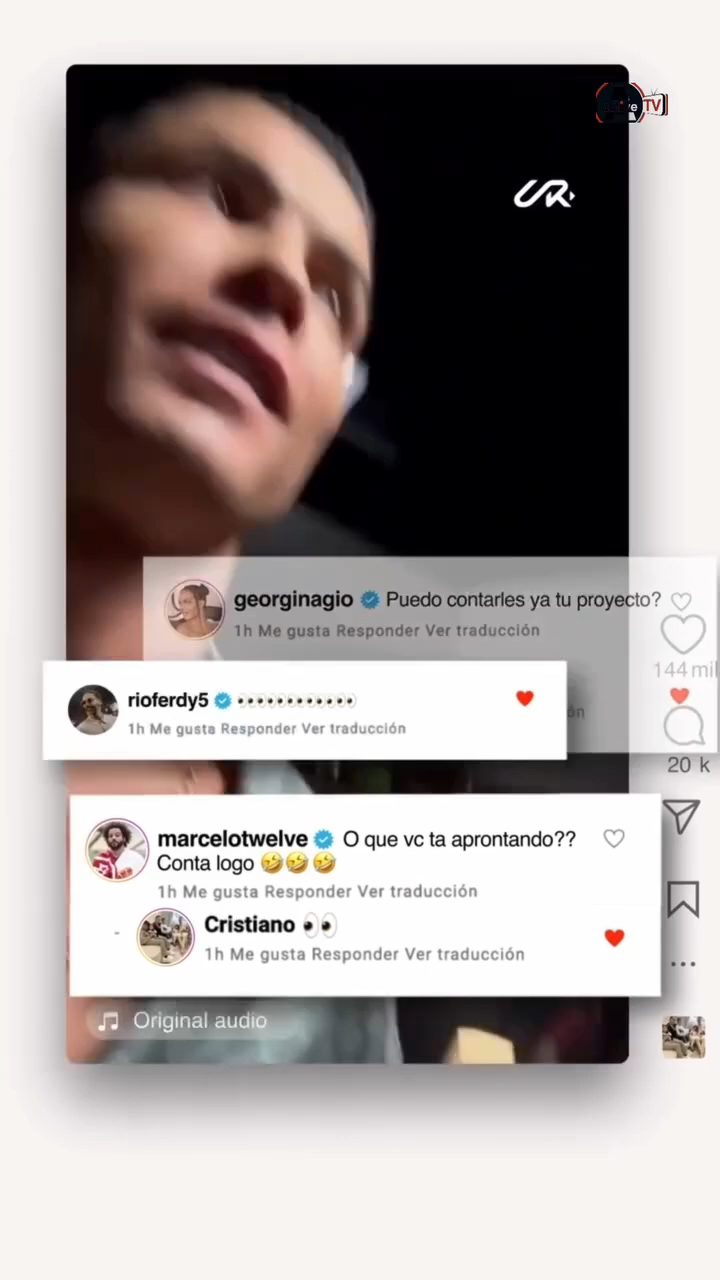 TV
UR
georginagio Puedo contarles ya tu proyecto?
1h Me gusta Responder Ver traducción
144 mil
rioferdy5 👀👀👀👀👀👀
1h Me gusta Responder Ver traducción
ón
20 k
marcelotwelve O que vc ta aprontando??
Conta logo 🤣🤣🤣
1h Me gusta Responder Ver traducción
Cristiano 👀
1h Me gusta Responder Ver traducción
Original audio